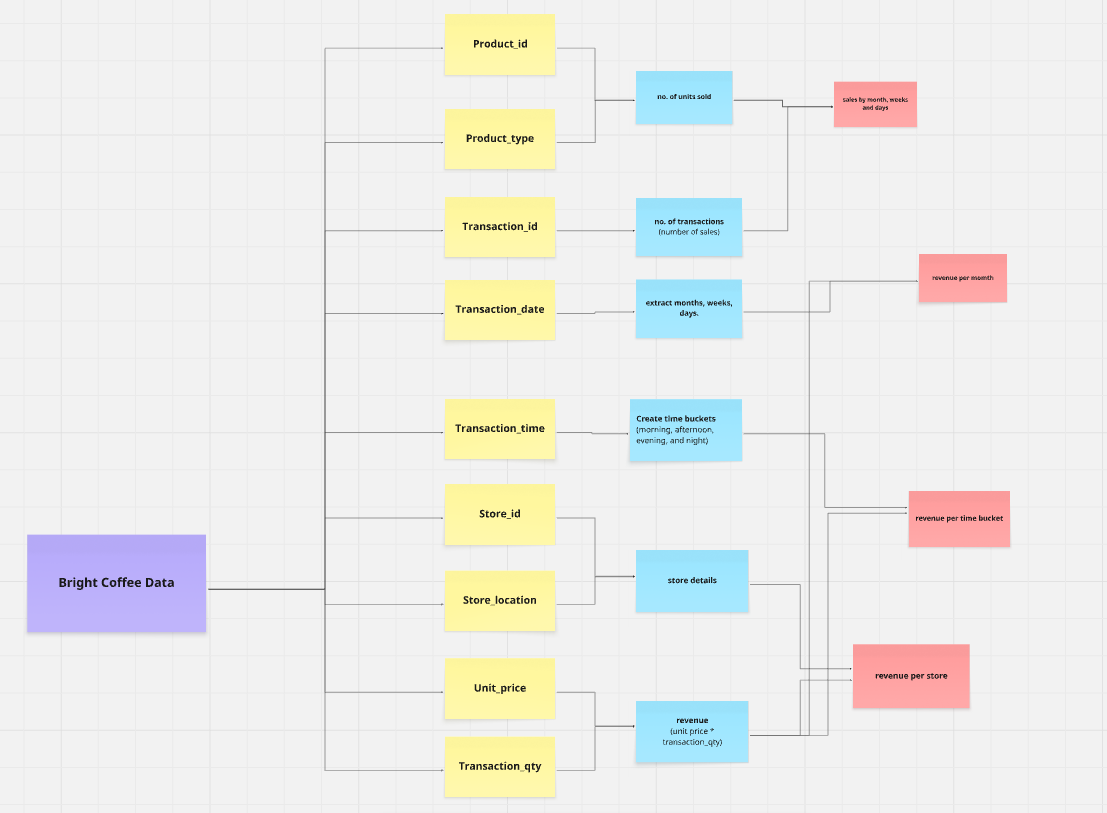 Product_id
no. of units sold
sales by month, weeks
and days
Product_type
Transaction_id
no. of transactions
(number of sales)
Transaction_date
extract months, weeks,
days.
revenue per momth
Transaction_time
Create time buckets
(morning, afternoon,
evening, and night)
Store_id
revenue per time bucket
Bright Coffee Data
store details
Store_location
Unit_price
revenue per store
revenue
(unit price *
transaction_qty)
Transaction_qty